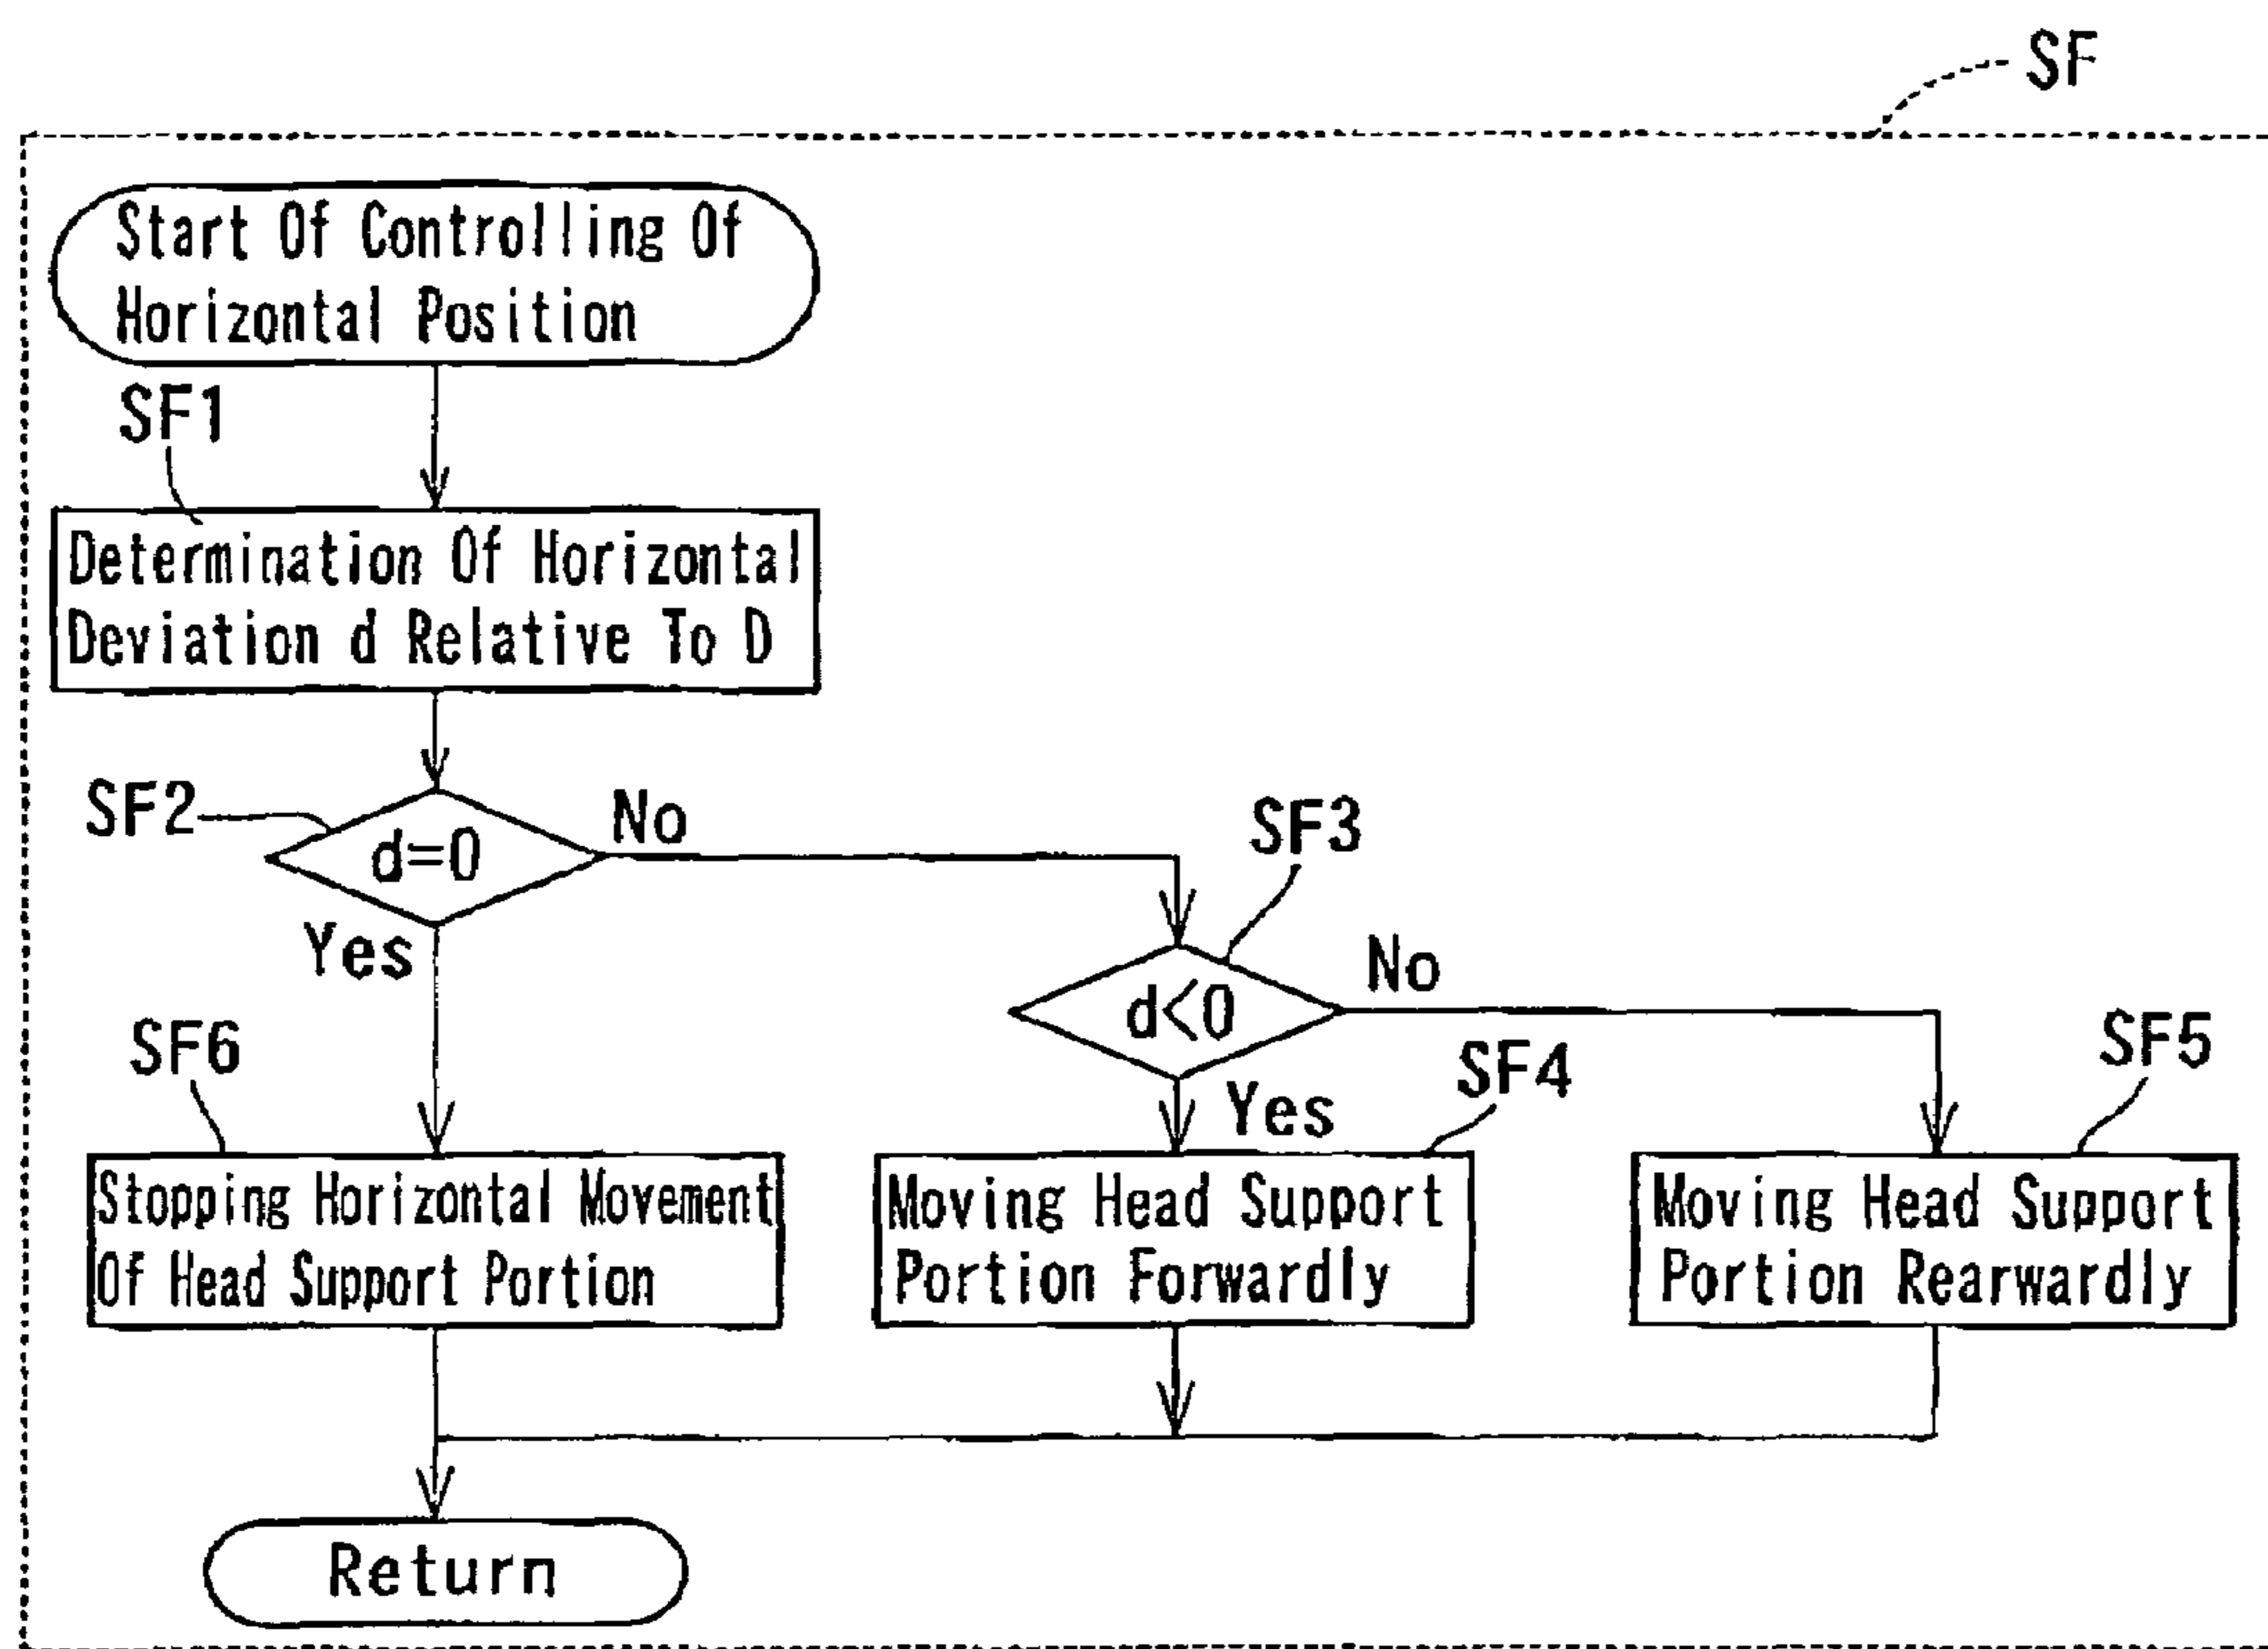 SF
Start Of Controlling Of
Horizontal Position
SF1
Determination Of Horizontal
Deviation d Relative To D
SF2
d=0
No
Yes
SF3
d<0
No
Yes
SF6
Stopping Horizontal Movement
Of Head Support Portion
SF4
Moving Head Support
Portion Forwardly
SF5
Moving Head Support
Portion Rearwardly
Return